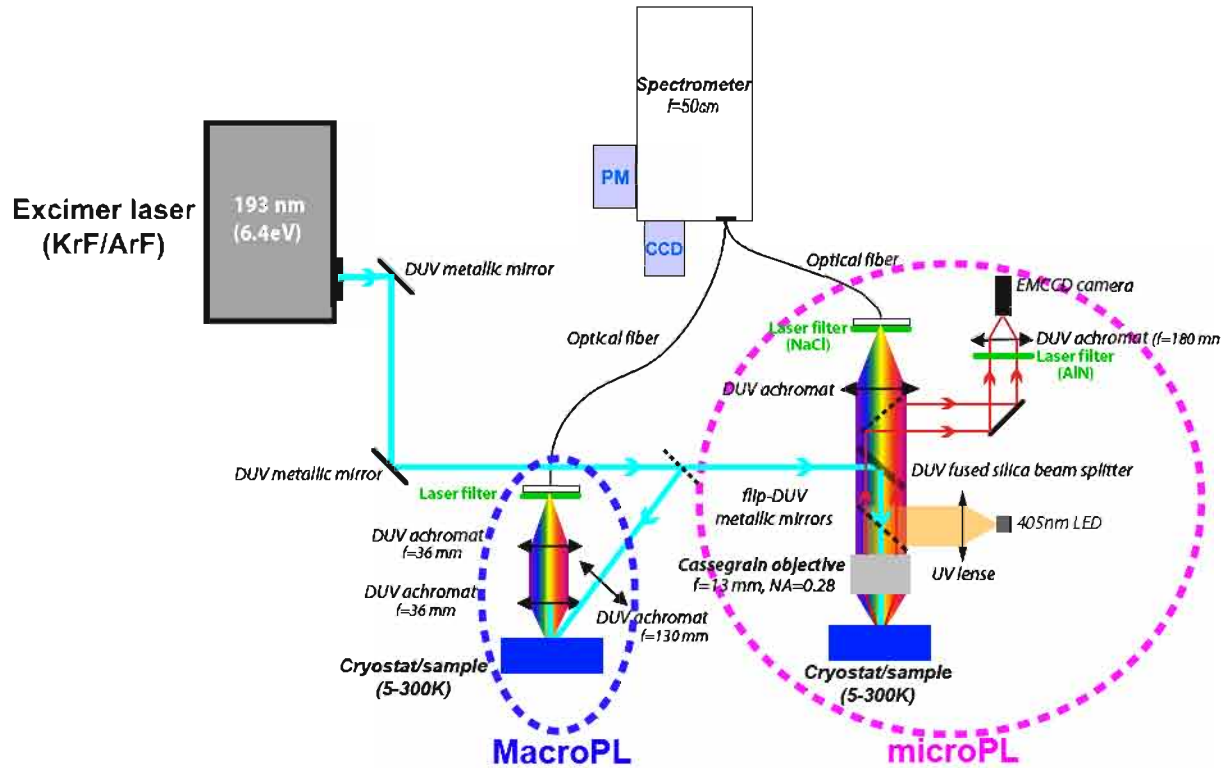 Spectrometer
f=50cm
PM
CCD
Excimer laser
(KrF/ArF)
193 nm
(6.4eV)
DUV metallic mirror
DUV metallic mirror
Optical fiber
Optical fiber
EMCCD camera
Laser filter
(NaCl)
DUV achromat (f=180 mm
Laser filter
(AlN)
DUV achromat
DUV fused silica beam splitter
flip-DUV
metallic mirrors
405nm LED
UV lense
Cassegrain objective
f=13 mm, NA=0.28
Cryostat/sample
(5-300K)
microPL
Laser filter
DUV achromat
f=36 mm
DUV achromat
f=36 mm
DUV achromat
f=130 mm
Cryostat/sample
(5-300K)
MacroPL